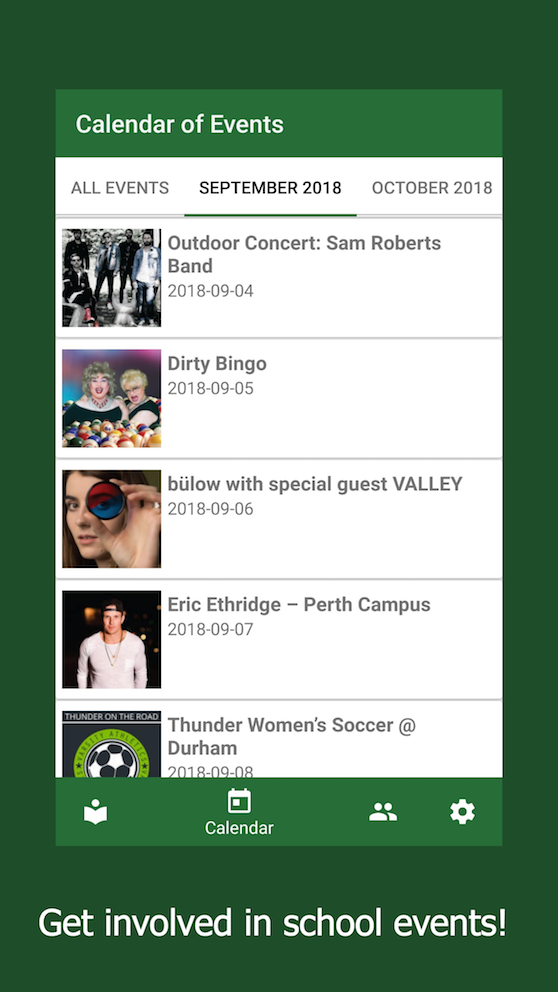 Calendar of Events
ALL EVENTS SEPTEMBER 2018 OCTOBER 2018
Outdoor Concert: Sam Roberts
Band
2018-09-04
Dirty Bingo
2018-09-05
bülow with special guest VALLEY
2018-09-06
Eric Ethridge – Perth Campus
2018-09-07
THUNDER ON THE ROAD
VARSITY ATHLETICS
Thunder Women’s Soccer @
Durham
2018-09-08
Calendar
Get involved in school events!